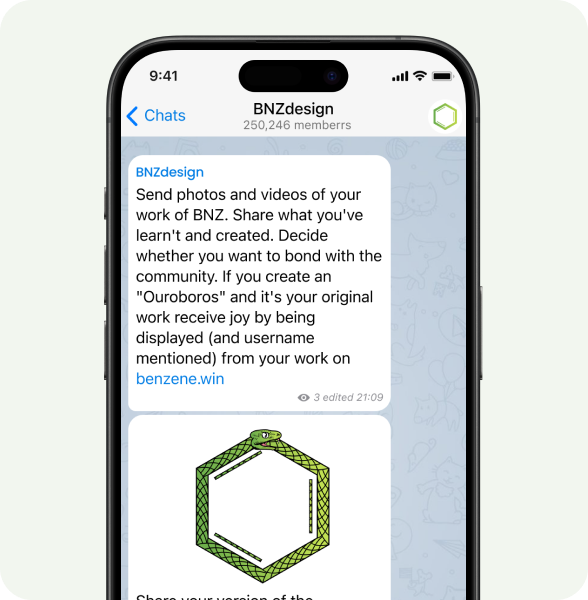 9:41
Chats
BNZdesign
250,246 memberrs
BNZdesign
Send photos and videos of your
work of BNZ. Share what you've
learn't and created. Decide
whether you want to bond with the
community. If you create an
"Ouroboros" and it's your original
work receive joy by being
displayed (and username
mentioned) from your work on
benzene.win
3 edited 21:09
Share your version of the